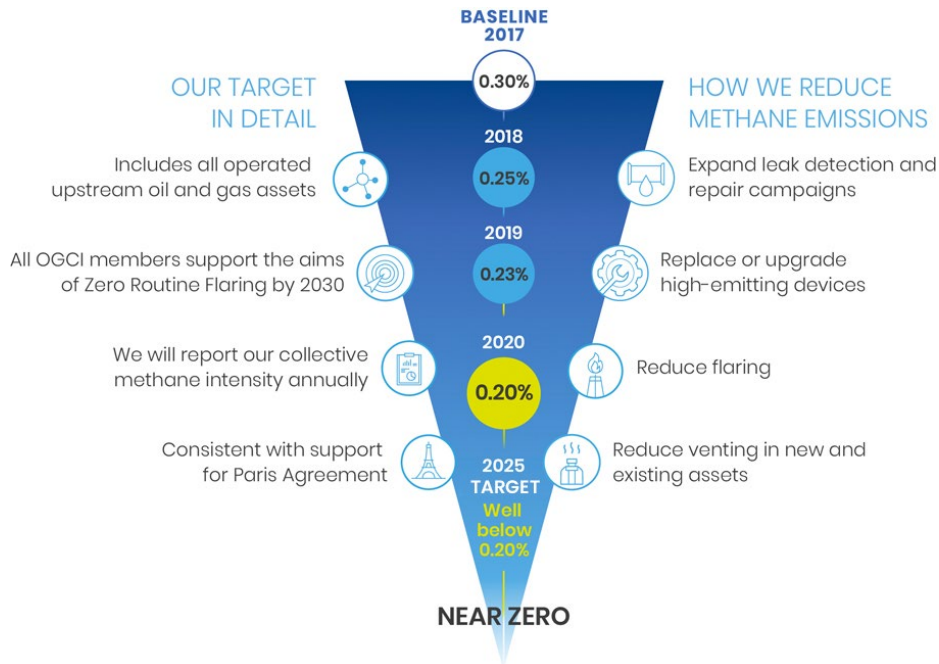 BASELINE
2017
0.30%
OUR TARGET
IN DETAIL
Includes all operated
upstream oil and gas assets
All OGCI members support the aims
of Zero Routine Flaring by 2030
We will report our collective
methane intensity annually
Consistent with support
for Paris Agreement
2018
0.25%
2019
0.23%
2020
0.20%
2025
TARGET
Well
below
0.20%
NEAR ZERO
HOW WE REDUCE
METHANE EMISSIONS
Expand leak detection and
repair campaigns
Replace or upgrade
high-emitting devices
Reduce flaring
Reduce venting in new and
existing assets